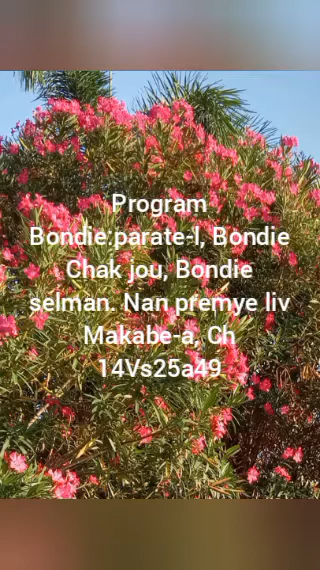 Program
Bondie:parate-l, Bondie
Chak jou, Bondie
selman. Nan premye liv
Makabe-a, Ch
14Vs25a49